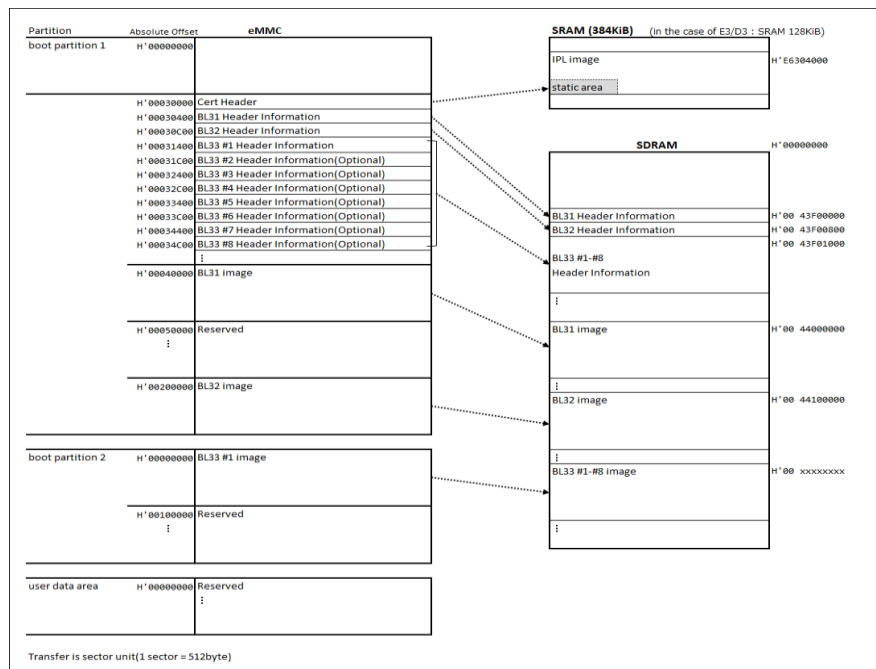 Partition Absolute Offset eMMC
boot partition 1 H'00000000
H'00030000 Cert Header
H'00030400 BL31 Header Information
H'00030C00 BL32 Header Information
H'00031400 BL33 #1 Header Information
H'00031C00 BL33 #2 Header Information(Optional)
H'00032400 BL33 #3 Header Information(Optional)
H'00032C00 BL33 #4 Header Information(Optional)
H'00033400 BL33 #5 Header Information(Optional)
H'00033C00 BL33 #6 Header Information(Optional)
H'00034400 BL33 #7 Header Information(Optional)
H'00034C00 BL33 #8 Header Information(Optional)
⋮
H'00040000 BL31 image
H'00050000 Reserved
⋮
H'00200000 BL32 image
boot partition 2 H'00000000 BL33 #1 image
H'00100000 Reserved
⋮
user data area H'00000000 Reserved
⋮
Transfer is sector unit(1 sector = 512byte)
SRAM (384KiB) (in the case of E3/D3 : SRAM 128KiB)
IPL image H'E6304000
static area
SDRAM H'00000000
BL31 Header Information H'00 43F00000
BL32 Header Information H'00 43F00800
H'00 43F01000
BL33 #1-#8
Header Information
⋮
BL31 image H'00 44000000
⋮
BL32 image H'00 44100000
⋮
BL33 #1-#8 image H'00 xxxxxxxx
⋮